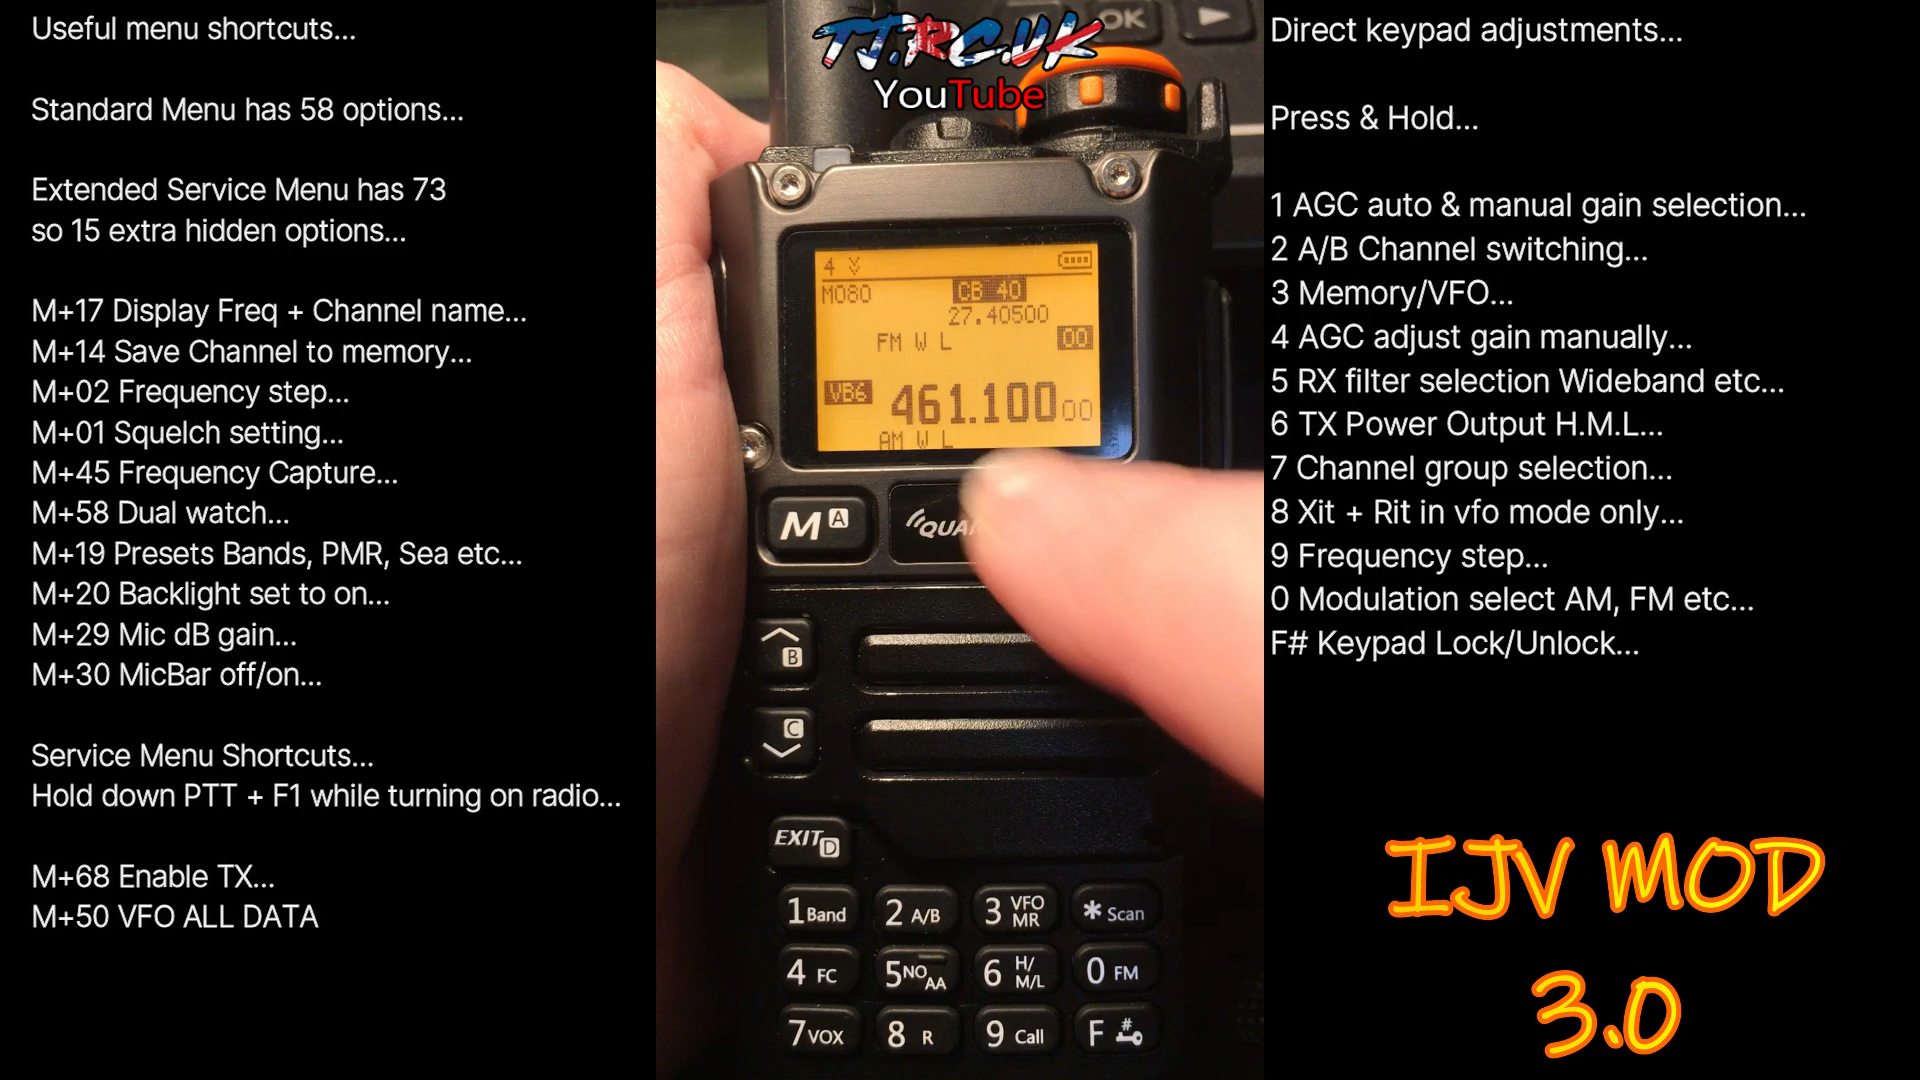 Useful menu shortcuts...
Standard Menu has 58 options...
Extended Service Menu has 73
so 15 extra hidden options...
M+17 Display Freq + Channel name...
M+14 Save Channel to memory...
M+02 Frequency step...
M+01 Squelch setting...
M+45 Frequency Capture...
M+58 Dual watch...
M+19 Presets Bands, PMR, Sea etc...
M+20 Backlight set to on...
M+29 Mic dB gain...
M+30 MicBar off/on...
Service Menu Shortcuts...
Hold down PTT + F1 while turning on radio...
M+68 Enable TX...
M+50 VFO ALL DATA
TJ.RC.UK
YouTube
OK
4
M080 CB 40
27.40500
FM W L 00
VB6 461.10000
AM W L
M A
B
C
EXIT D
1 Band 2 A/B 3 VFO MR * Scan
4 FC 5 NO AA 6 H/ M/L 0 FM
7 VOX 8 R 9 Call F #
Direct keypad adjustments...
Press & Hold...
1 AGC auto & manual gain selection...
2 A/B Channel switching...
3 Memory/VFO...
4 AGC adjust gain manually...
5 RX filter selection Wideband etc...
6 TX Power Output H.M.L...
7 Channel group selection...
8 Xit + Rit in vfo mode only...
9 Frequency step...
0 Modulation select AM, FM etc...
F# Keypad Lock/Unlock...
IJV MOD
3.0